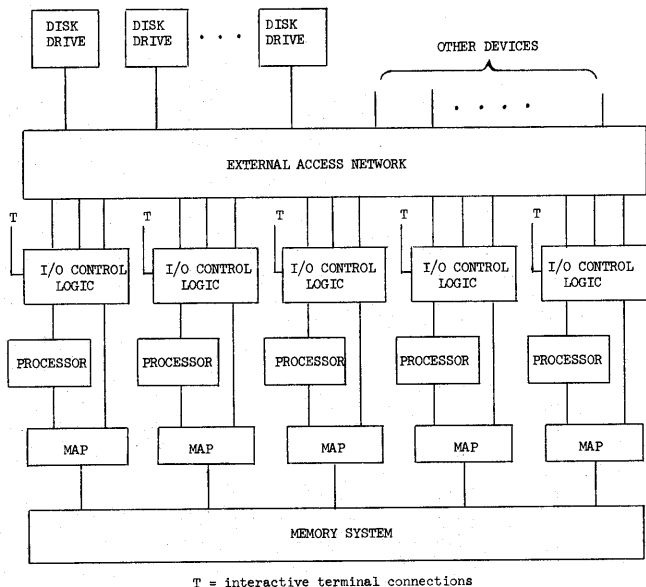 DISK DRIVE
DISK DRIVE
DISK DRIVE
OTHER DEVICES
EXTERNAL ACCESS NETWORK
T
T
T
T
T
I/O CONTROL LOGIC
I/O CONTROL LOGIC
I/O CONTROL LOGIC
I/O CONTROL LOGIC
I/O CONTROL LOGIC
PROCESSOR
PROCESSOR
PROCESSOR
PROCESSOR
PROCESSOR
MAP
MAP
MAP
MAP
MAP
MEMORY SYSTEM
T = interactive terminal connections